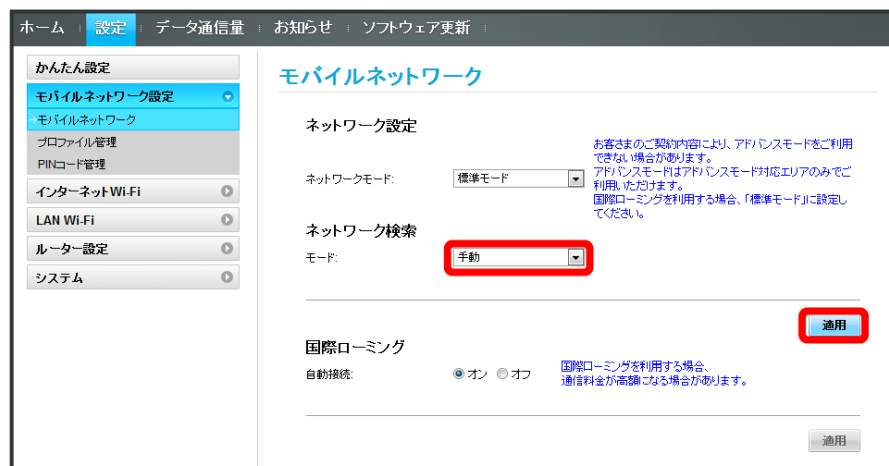 ホーム 設定 データ通信量 お知らせ ソフトウェア更新
かんたん設定
モバイルネットワーク設定
モバイルネットワーク
プロファイル管理
PINコード管理
インターネットWi-Fi
LAN Wi-Fi
ルーター設定
システム
モバイルネットワーク
ネットワーク設定
ネットワークモード: 標準モード
お客さまのご契約内容により、アドバンスモードをご利用
できない場合があります。
アドバンスモードはアドバンスモード対応エリアのみでご
利用いただけます。
国際ローミングを利用する場合、「標準モード」に設定し
てください。
ネットワーク検索
モード: 手動
適用
国際ローミング
自動接続: オン オフ
国際ローミングを利用する場合、
通信料金が高額になる場合があります。
適用